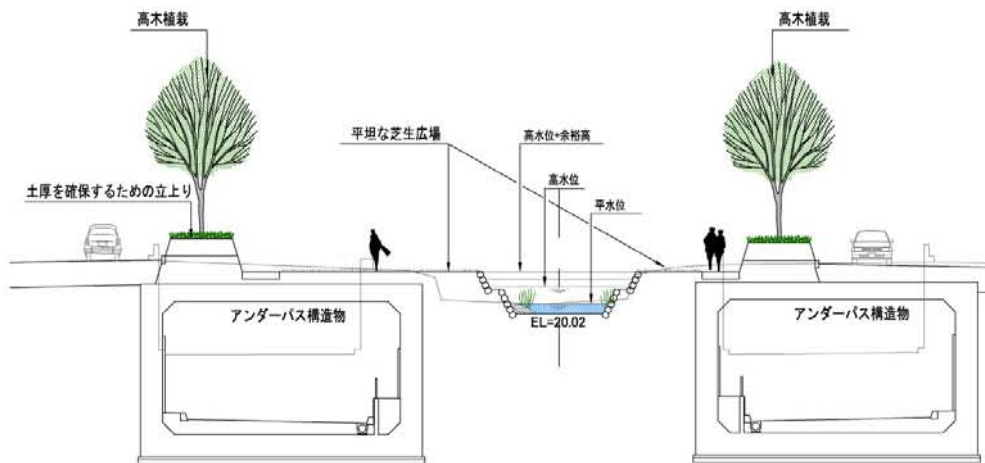 高木植栽
高木植栽
平坦な芝生広場
高水位+余裕高
高水位
平水位
土厚を確保するための立上り
アンダーパス構造物
EL=20.02
アンダーパス構造物